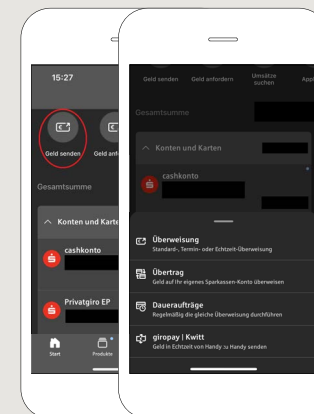 15:27
Geld senden
Geld anf
Gesamtsumme
Konten und Karte
cashkonto
Privatgiro EP
Start
Produkte
Geld senden
Geld anfordern
Umsätze
suchen
Appl
Gesamtsumme
Konten und Karten
cashkonto
Überweisung
Standard-, Termin- oder Echtzeit-Überweisung
Übertrag
Geld auf Ihr eigenes Sparkassen-Konto überweisen
Daueraufträge
Regelmäßig die gleiche Überweisung durchführen
giropay | Kwitt
Geld in Echtzeit von Handy zu Handy senden